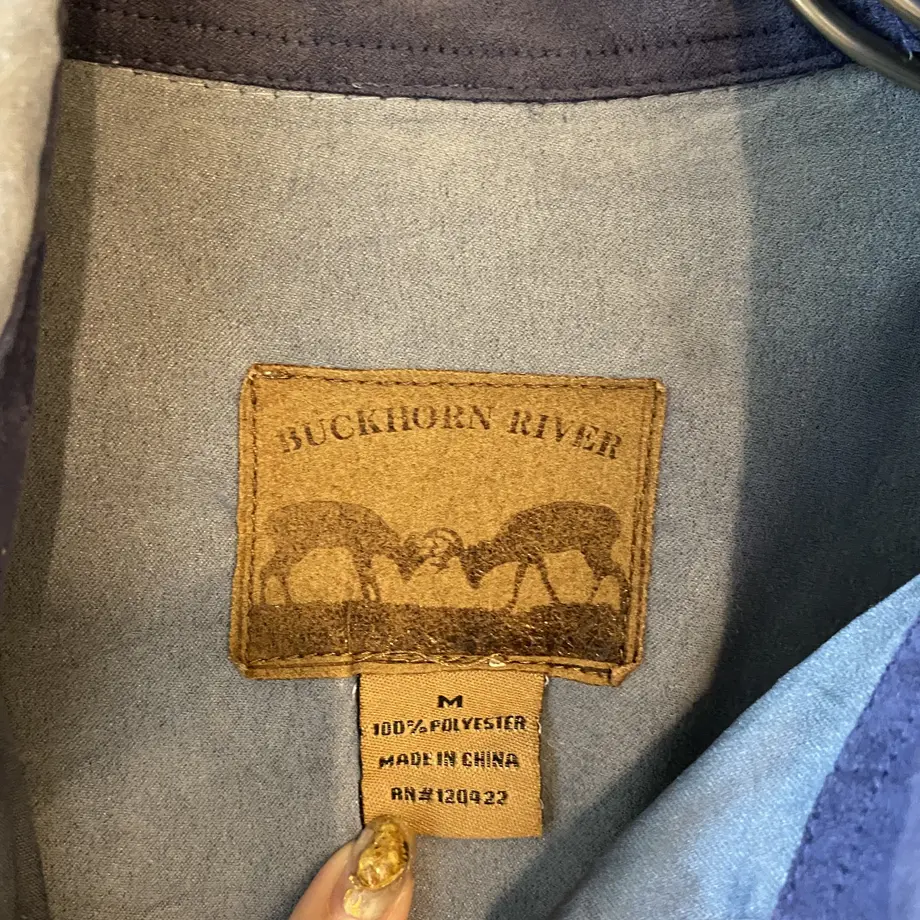 BUCKHORN RIVER
M
100% POLYESTER
MADE IN CHINA
RN#120422